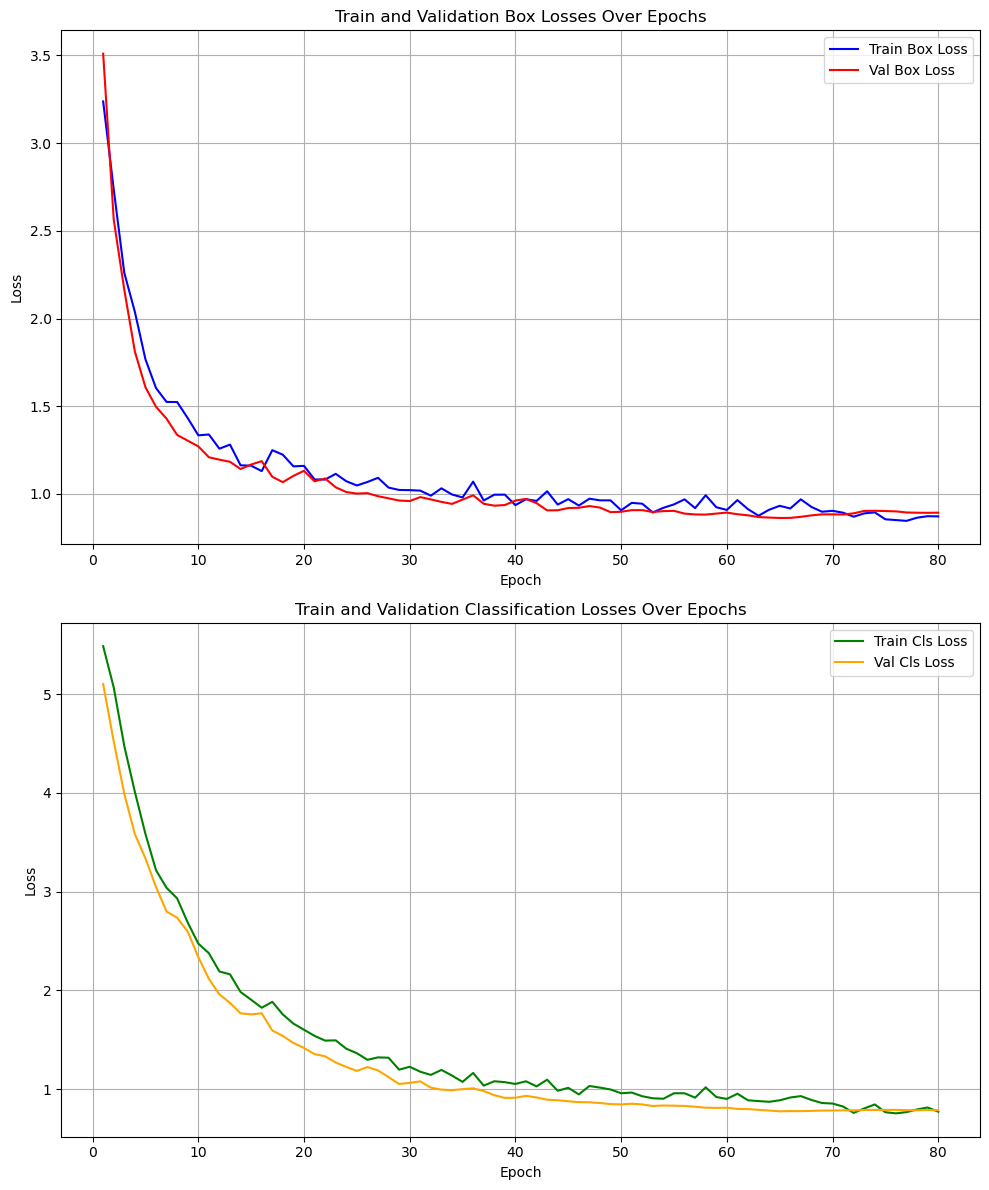 Train and Validation Box Losses Over Epochs
Train Box Loss
Val Box Loss
3.5
3.0
2.5
2.0
1.5
1.0
Loss
0 10 20 30 40 50 60 70 80
Epoch
Train and Validation Classification Losses Over Epochs
Train Cls Loss
Val Cls Loss
5
4
3
2
1
Loss
0 10 20 30 40 50 60 70 80
Epoch